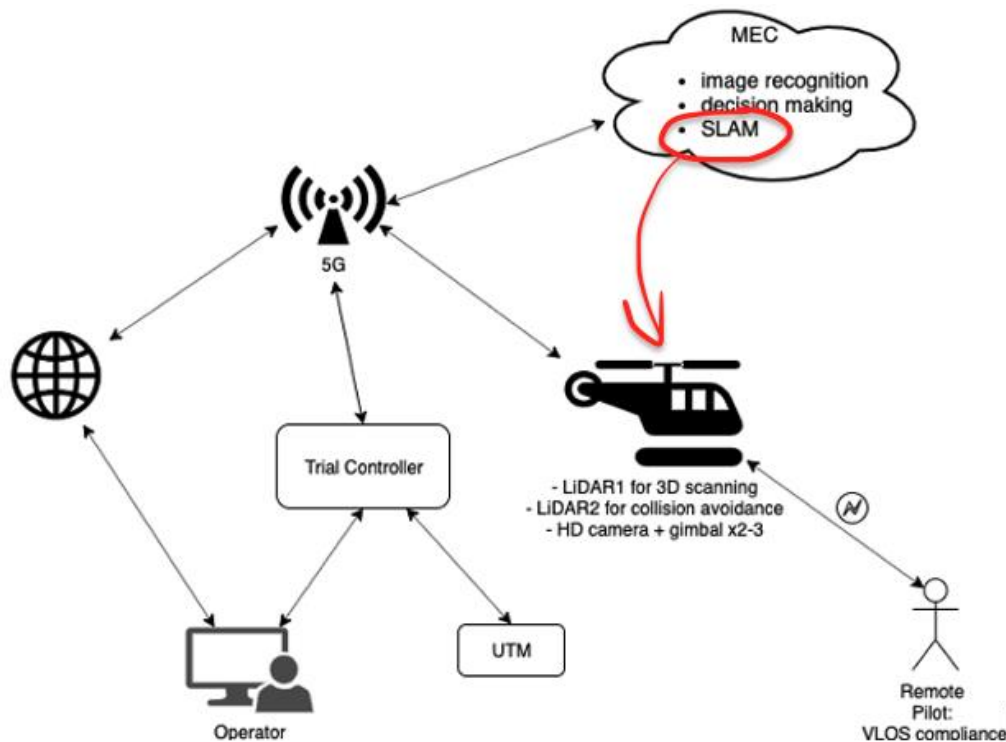 MEC
• image recognition
• decision making
• SLAM
5G
Trial Controller
- LiDAR1 for 3D scanning
- LiDAR2 for collision avoidance
- HD camera + gimbal x2-3
UTM
Operator
Remote
Pilot:
VLOS compliance